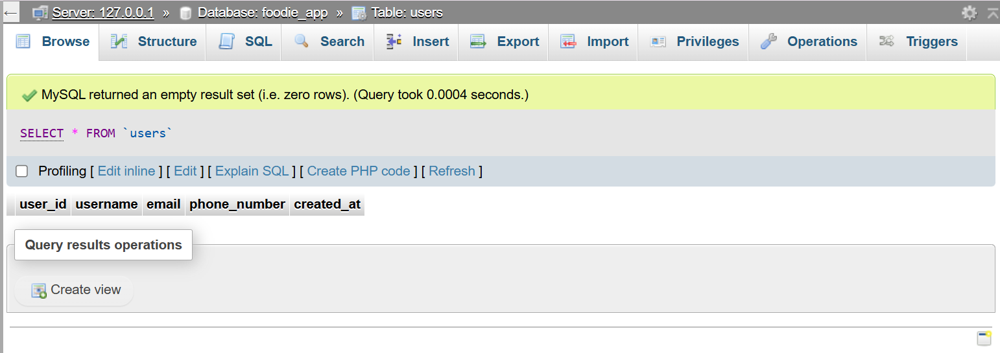 Server: 127.0.0.1 » Database: foodie_app » Table: users
Browse Structure SQL Search Insert Export Import Privileges Operations Triggers
MySQL returned an empty result set (i.e. zero rows). (Query took 0.0004 seconds.)
SELECT * FROM `users`
Profiling [ Edit inline ] [ Edit ] [ Explain SQL ] [ Create PHP code ] [ Refresh ]
user_id username email phone_number created_at
Query results operations
Create view